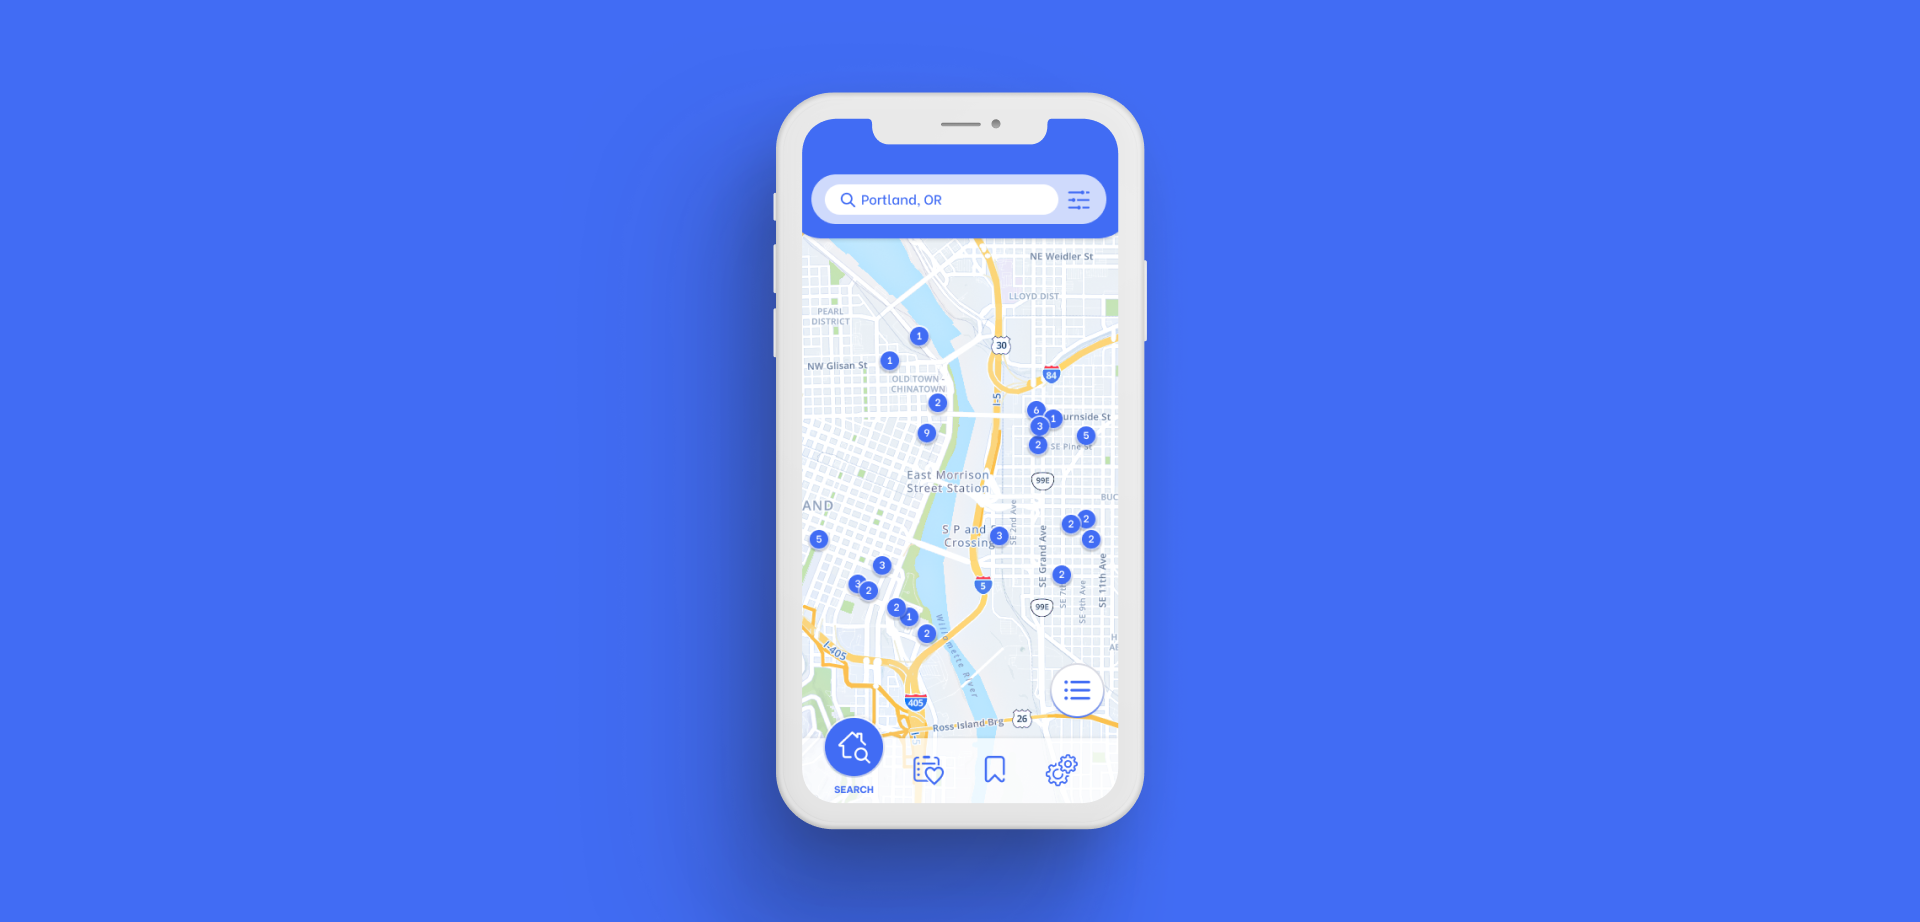 Portland, OR
NE Weidler St
LLOYD DIST
PEARL
DISTRICT
1
30
1
NW Glisan St
84
OLD TOWN -
CHINATOWN
I-5
2
6
1
urnside St
3
9
5
2
SE Pine St
East Morrison
Street Station
99E
BUC
AND
SE 2nd Ave
2
2
S P and S
Crossing
3
5
2
SE Grand Ave
SE 11th Ave
3
2
3
2
5
SE 7th
SE 9th Ave
2
1
99E
2
Willamette River
H
AE
I-405
405
26
Ross Island Brg
I-5
SEARCH